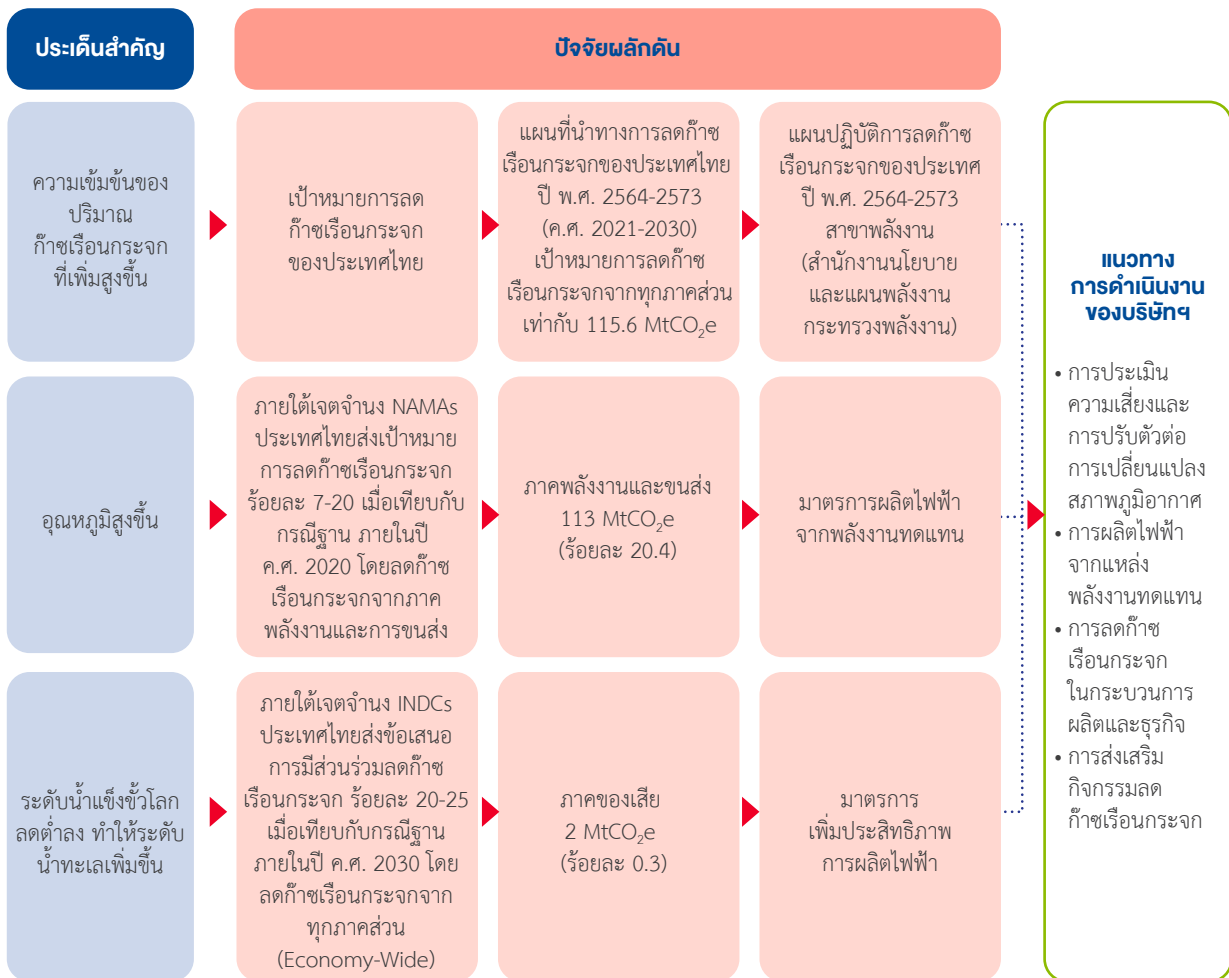 ประเด็นสำคัญ
ปัจจัยผลักดัน
ความเข้มข้นของ
ปริมาณ
ก๊าซเรือนกระจก
ที่เพิ่มสูงขึ้น
เป้าหมายการลด
ก๊าซเรือนกระจก
ของประเทศไทย
แผนที่นำทางการลดก๊าซ
เรือนกระจกของประเทศไทย
ปี พ.ศ. 2564-2573
(ค.ศ. 2021-2030)
เป้าหมายการลดก๊าซ
เรือนกระจกจากทุกภาคส่วน
เท่ากับ 115.6 MtCO₂e
แผนปฏิบัติการลดก๊าซ
เรือนกระจกของประเทศ
ปี พ.ศ. 2564-2573
สาขาพลังงาน
(สำนักงานนโยบาย
และแผนพลังงาน
กระทรวงพลังงาน)
อุณหภูมิสูงขึ้น
ภายใต้เจตจำนง NAMAs
ประเทศไทยส่งเป้าหมาย
การลดก๊าซเรือนกระจก
ร้อยละ 7-20 เมื่อเทียบกับ
กรณีฐาน ภายในปี
ค.ศ. 2020 โดยลดก๊าซ
เรือนกระจกจากภาค
พลังงานและการขนส่ง
ภาคพลังงานและขนส่ง
113 MtCO₂e
(ร้อยละ 20.4)
มาตรการผลิตไฟฟ้า
จากพลังงานทดแทน
ระดับน้ำแข็งขั้วโลก
ลดต่ำลง ทำให้ระดับ
น้ำทะเลเพิ่มขึ้น
ภายใต้เจตจำนง INDCs
ประเทศไทยส่งข้อเสนอ
การมีส่วนร่วมลดก๊าซ
เรือนกระจก ร้อยละ 20-25
เมื่อเทียบกับกรณีฐาน
ภายในปี ค.ศ. 2030 โดย
ลดก๊าซเรือนกระจกจาก
ทุกภาคส่วน
(Economy-Wide)
ภาคของเสีย
2 MtCO₂e
(ร้อยละ 0.3)
มาตรการ
เพิ่มประสิทธิภาพ
การผลิตไฟฟ้า
แนวทาง
การดำเนินงาน
ของบริษัทฯ
• การประเมิน
ความเสี่ยงและ
การปรับตัวต่อ
การเปลี่ยนแปลง
สภาพภูมิอากาศ
• การผลิตไฟฟ้า
จากแหล่ง
พลังงานทดแทน
• การลดก๊าซ
เรือนกระจก
ในกระบวนการ
ผลิตและธุรกิจ
• การส่งเสริม
กิจกรรมลด
ก๊าซเรือนกระจก